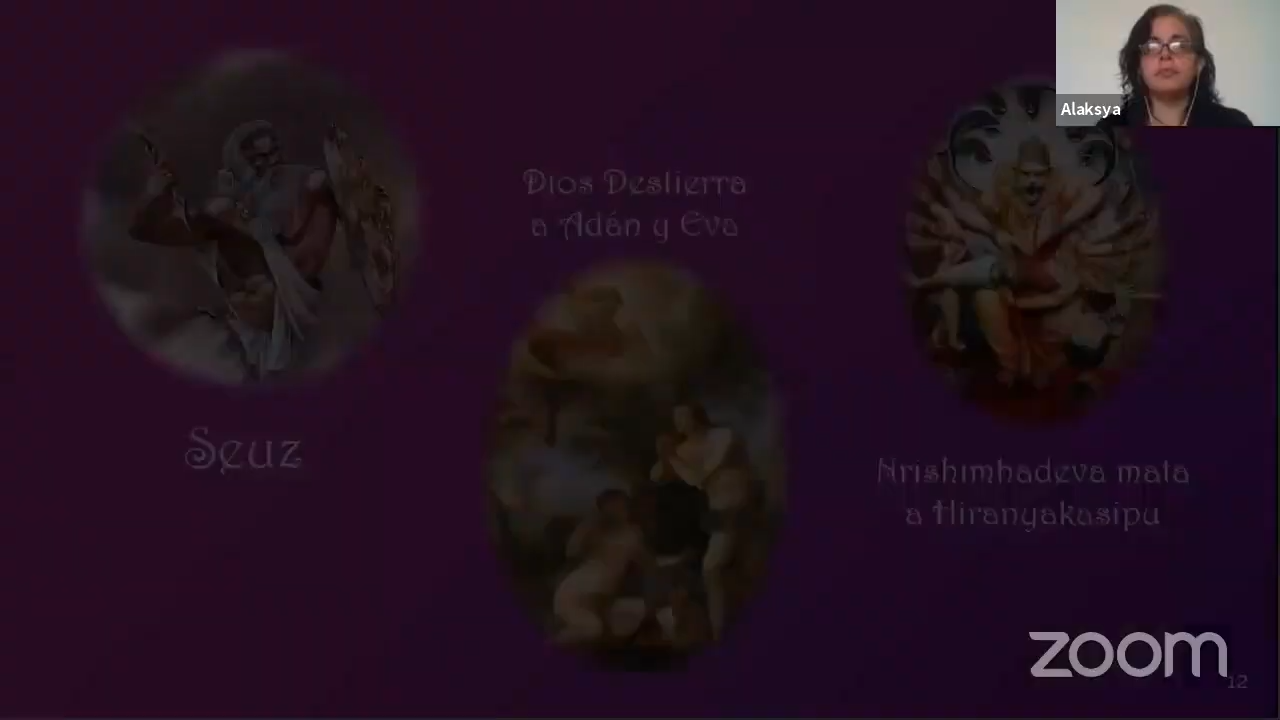 Alaksya
Dios Destierra
a Adán y Eva
Seuz
Nrishimhadeva mata
a Hiranyakasipu
zoom
12